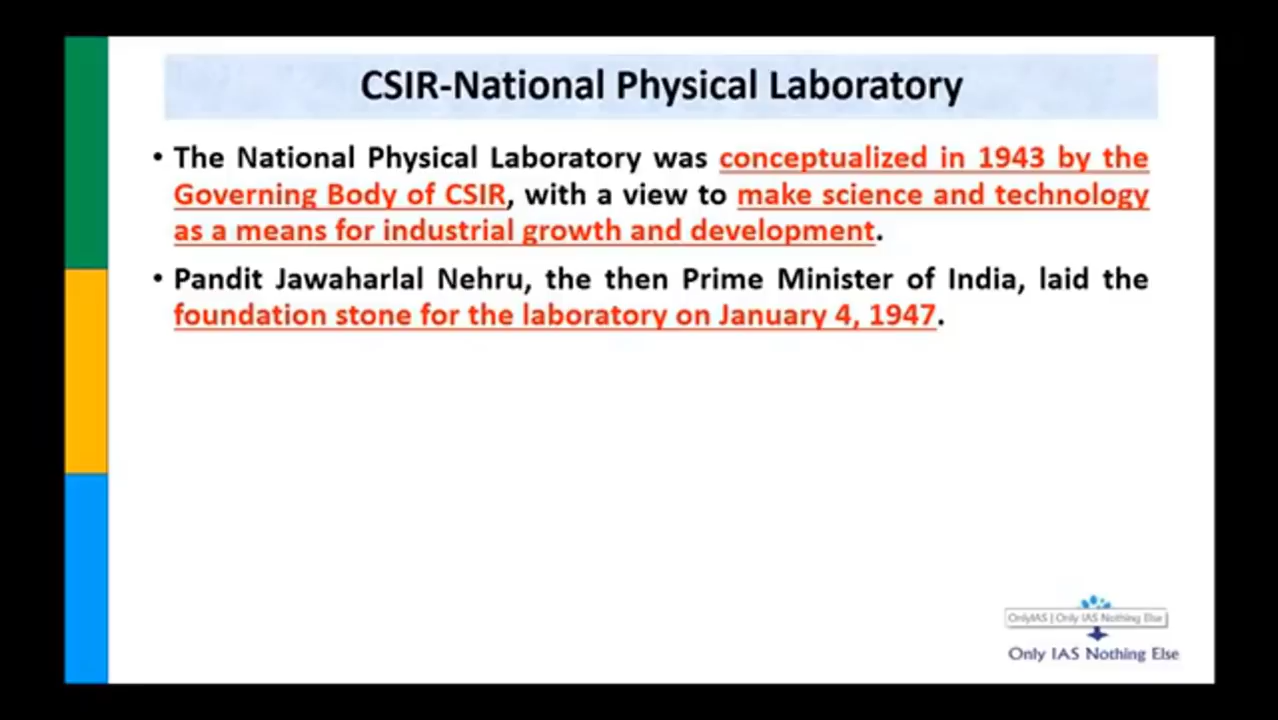 CSIR-National Physical Laboratory
• The National Physical Laboratory was conceptualized in 1943 by the
Governing Body of CSIR, with a view to make science and technology
as a means for industrial growth and development.
• Pandit Jawaharlal Nehru, the then Prime Minister of India, laid the
foundation stone for the laboratory on January 4, 1947.
OnlyIAS | Only IAS Nothing Else
Only IAS Nothing Else